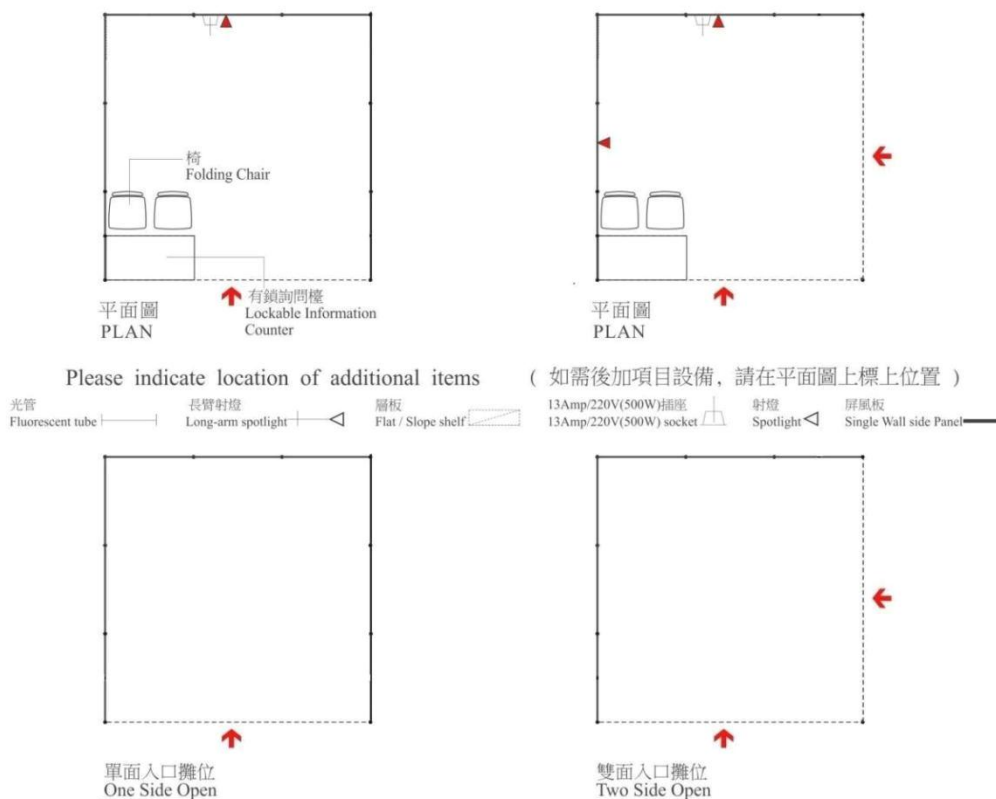 椅
Folding Chair
有鎖詢問檯
Lockable Information
Counter
平面圖
PLAN
平面圖
PLAN
Please indicate location of additional items ( 如需後加項目設備，請在平面圖上標上位置 )
光管
Fluorescent tube
長臂射燈
Long-arm spotlight
層板
Flat / Slope shelf
13Amp/220V(500W)插座
13Amp/220V(500W) socket
射燈
Spotlight
屏風板
Single Wall side Panel
單面入口攤位
One Side Open
雙面入口攤位
Two Side Open